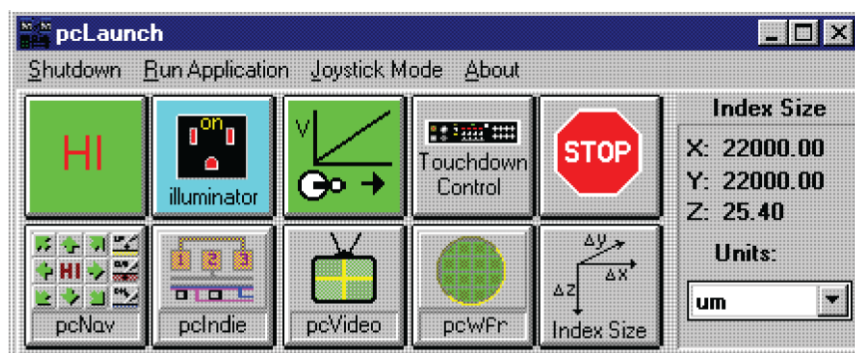 pcLaunch
Shutdown Run Application Joystick Mode About
HI
on
illuminator
V
Touchdown
Control
STOP
HI
pcNav
1 2 3
pcIndie
pcVideo
pcWfr
Δy
Δx
Δz
Index Size
Index Size
X: 22000.00
Y: 22000.00
Z: 25.40
Units:
um